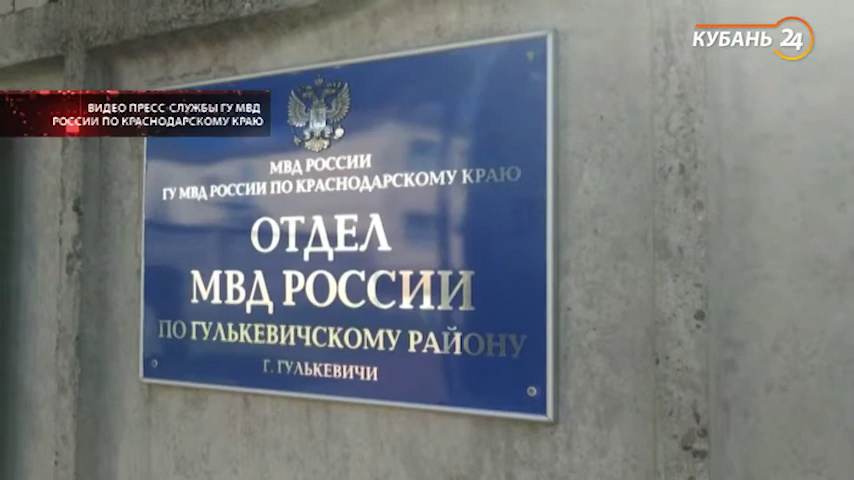 КУБАНЬ 24
ВИДЕО ПРЕСС-СЛУЖБЫ ГУ МВД
РОССИИ ПО КРАСНОДАРСКОМУ КРАЮ
МВД РОССИИ
ГУ МВД РОССИИ ПО КРАСНОДАРСКОМУ КРАЮ
ОТДЕЛ
МВД РОССИИ
ПО ГУЛЬКЕВИЧСКОМУ РАЙОНУ
Г. ГУЛЬКЕВИЧИ